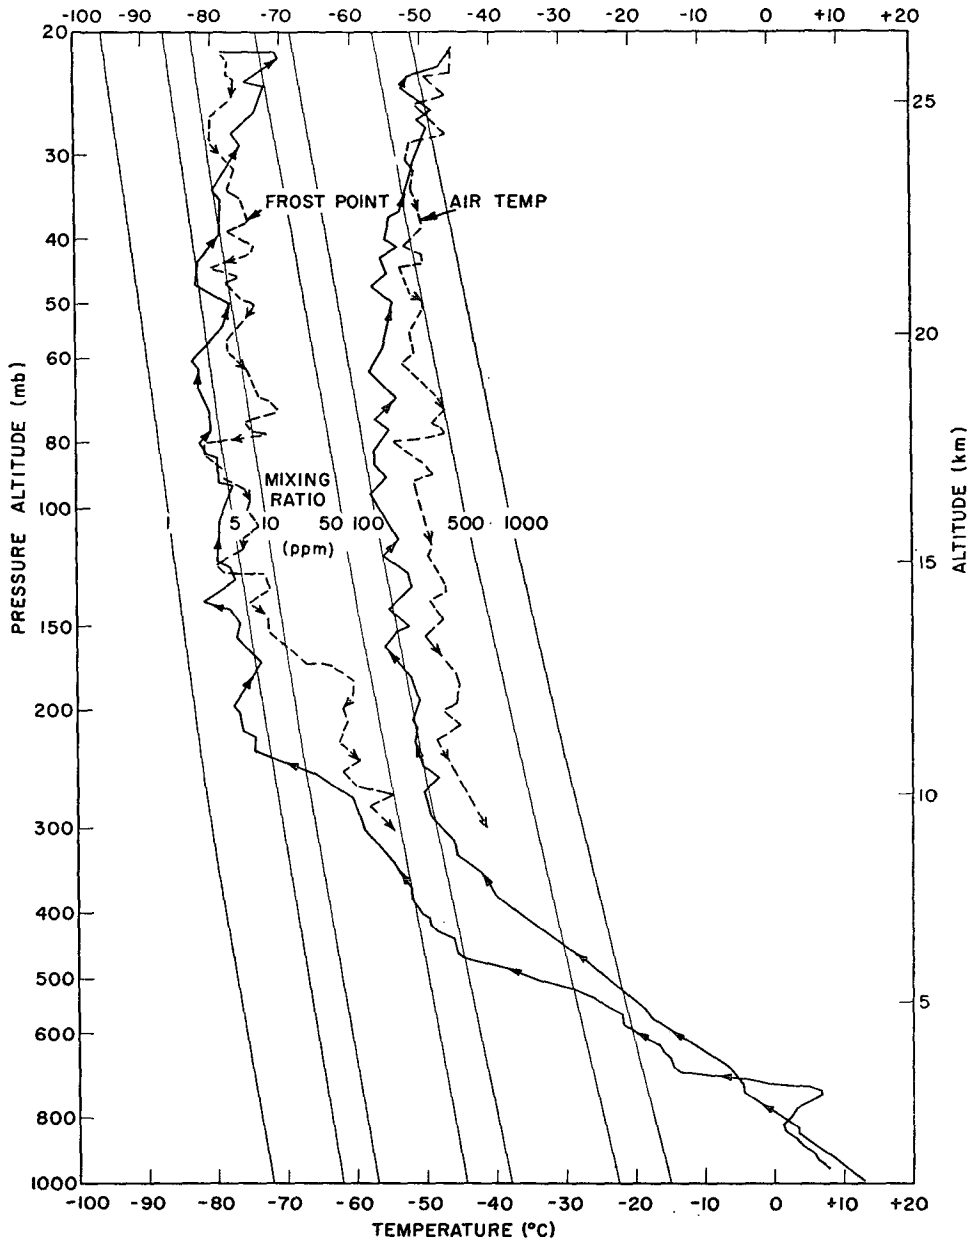 -100 -90 -80 -70 -60 -50 -40 -30 -20 -10 0 +10 +20
20
30
40
50
60
80
100
150
200
300
400
500
600
800
1000
PRESSURE ALTITUDE (mb)
FROST POINT
AIR TEMP
MIXING
RATIO
1 5 10 50 100 500 1000
(ppm)
25
20
15
10
5
ALTITUDE (km)
-100 -90 -80 -70 -60 -50 -40 -30 -20 -10 0 +10 +20
TEMPERATURE (°C)